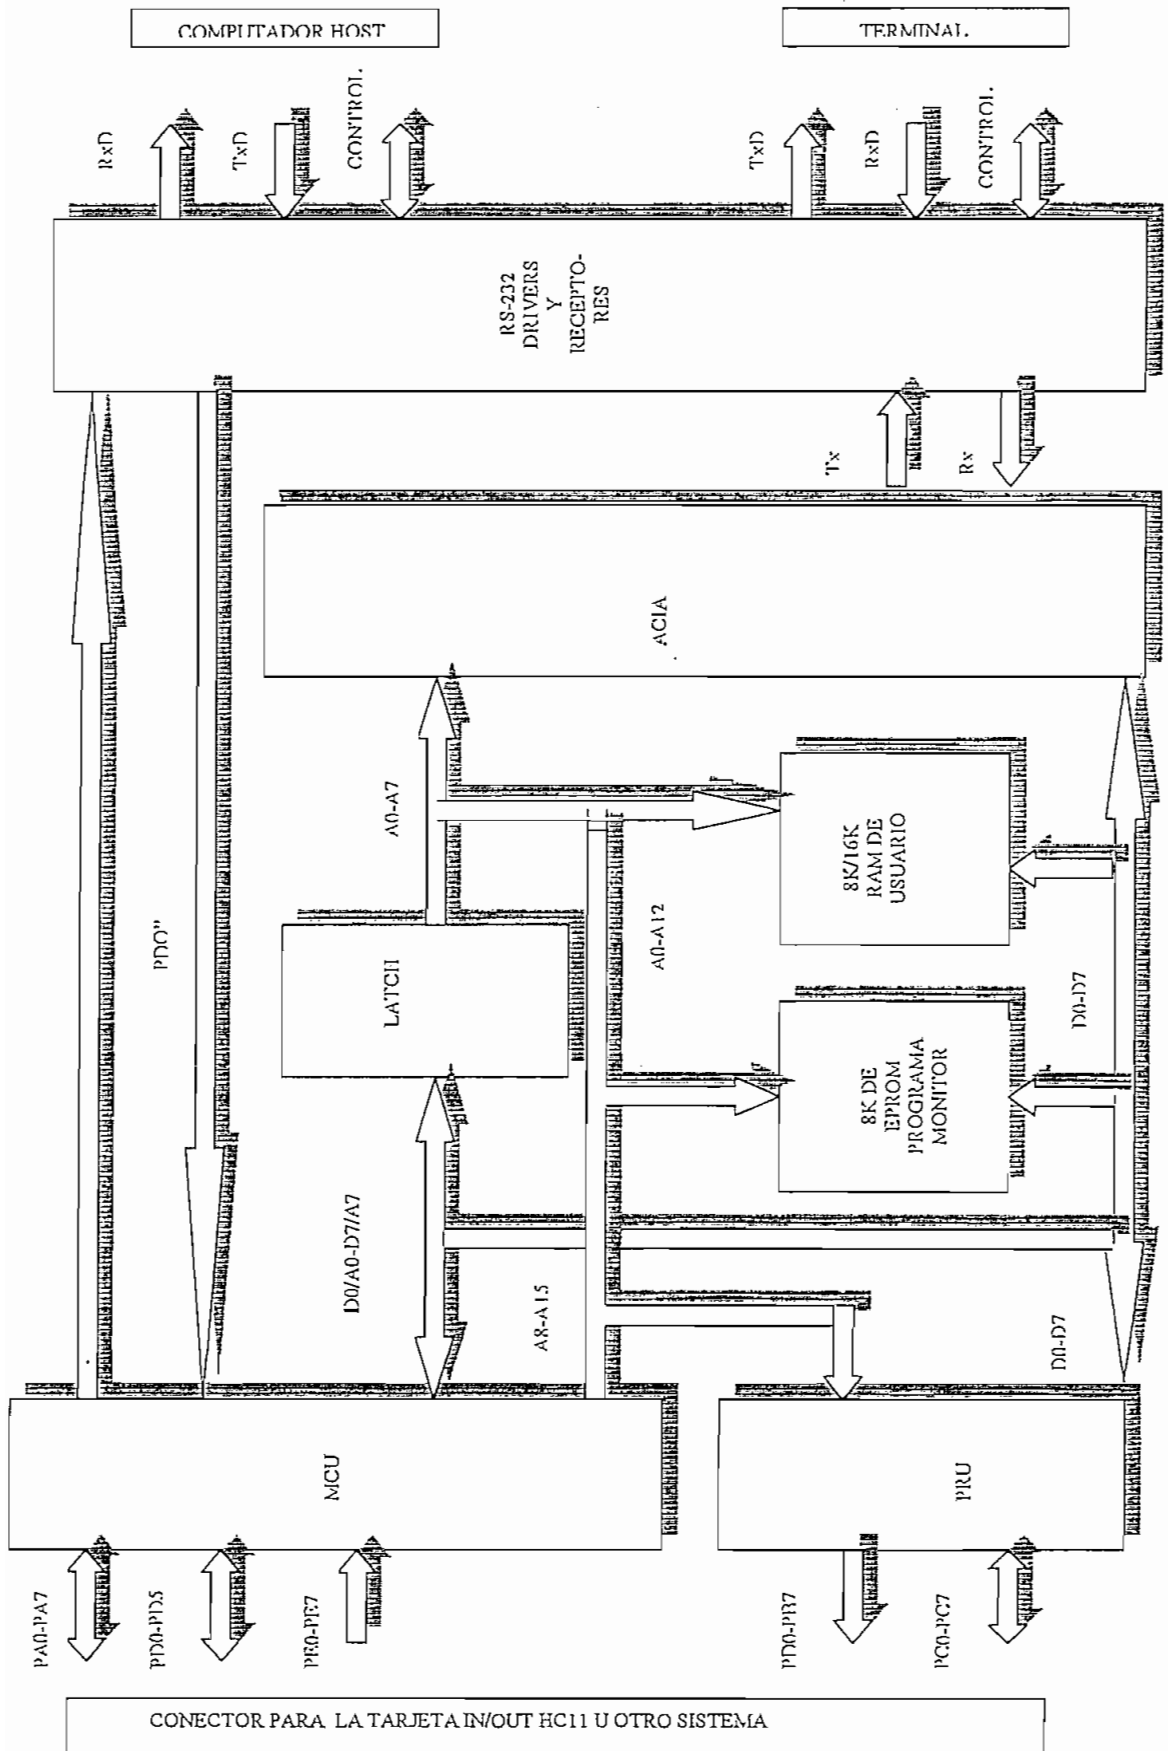 COMPUTADOR HOST
TERMINAL
RxD
TxD
CONTROL
TxD
RxD
CONTROL
RS-232
DRIVERS
Y
RECEPTO-
RES
Tx
Rx
ACIA
A0-A7
PDO"
LATCH
A0-A12
8K/16K
RAM DE
USUARIO
8K DE
EPROM
PROGRAMA
MONITOR
D0-D7
D0/A0-D7/A7
A8-A15
D0-D7
MCU
PRU
PA0-PA7
PD0-PD5
PE0-PE7
PC0-PC7
CONECTOR PARA LA TARJETA IN/OUT HC11 U OTRO SISTEMA